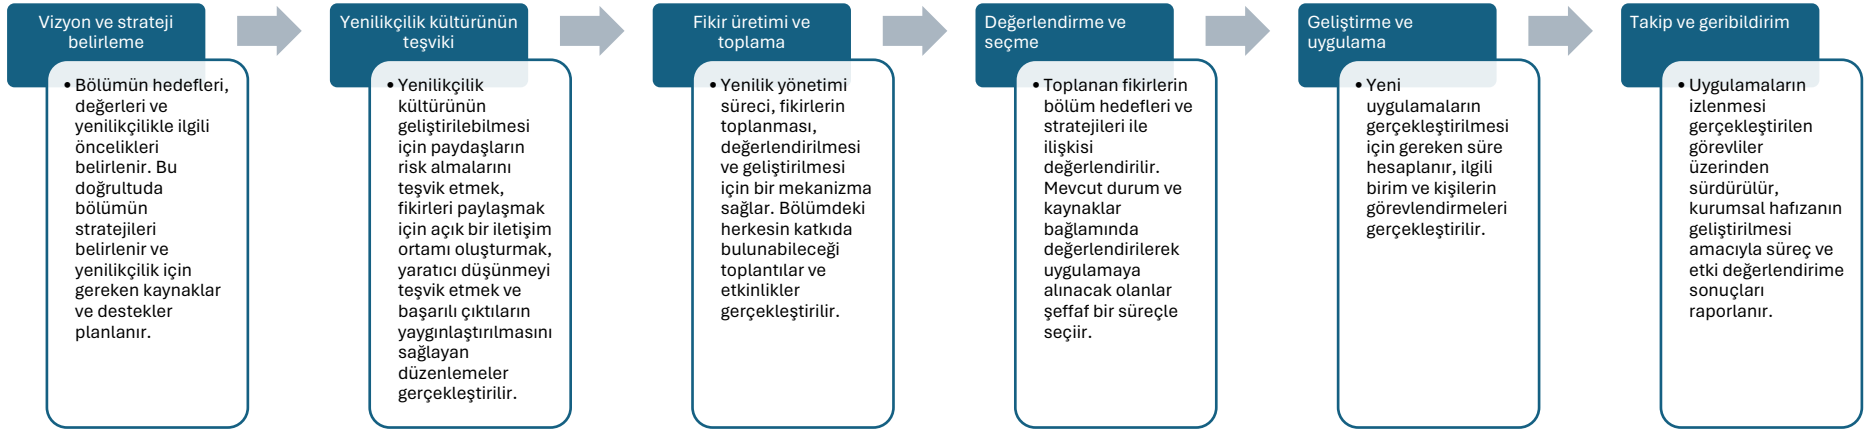 Vizyon ve strateji
belirleme
• Bölümün hedefleri,
değerleri ve
yenilikçilikle ilgili
öncelikleri
belirlenir. Bu
doğrultuda
bölümün
stratejileri
belirlenir ve
yenilikçilik için
gereken kaynaklar
ve destekler
planlanır.
Yenilikçilik kültürünün
teşviki
• Yenilikçilik
kültürünün
geliştirilebilmesi
için paydaşların
risk almalarını
teşvik etmek,
fikirleri paylaşmak
için açık bir iletişim
ortamı oluşturmak,
yaratıcı düşünmeyi
teşvik etmek ve
başarılı çıktıların
yaygınlaştırılmasını
sağlayan
düzenlemeler
gerçekleştirilir.
Fikir üretimi ve
toplama
• Yenilik yönetimi
süreci, fikirlerin
toplanması,
değerlendirilmesi
ve geliştirilmesi
için bir mekanizma
sağlar. Bölümdeki
herkesin katkıda
bulunabileceği
toplantılar ve
etkinlikler
gerçekleştirilir.
Değerlendirme ve
seçme
• Toplanan fikirlerin
bölüm hedefleri ve
stratejileri ile
ilişkisi
değerlendirilir.
Mevcut durum ve
kaynaklar
bağlamında
değerlendirilerek
uygulamaya
alınacak olanlar
şeffaf bir süreçle
seçiir.
Geliştirme ve
uygulama
• Yeni
uygulamaların
gerçekleştirilmesi
için gereken süre
hesaplanır, ilgili
birim ve kişilerin
görevlendirmeleri
gerçekleştirilir.
Takip ve geribildirim
• Uygulamaların
izlenmesi
gerçekleştirilen
görevliler
üzerinden
sürdürülür,
kurumsal hafızanın
geliştirilmesi
amacıyla süreç ve
etki değerlendirime
sonuçları
raporlanır.